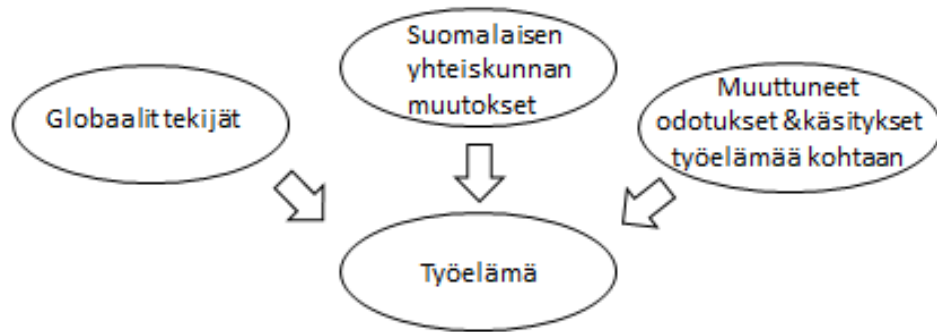 Globaalit tekijät
Suomalaisen
yhteiskunnan
muutokset
Muuttuneet
odotukset &käsitykset
työelämää kohtaan
Työelämä